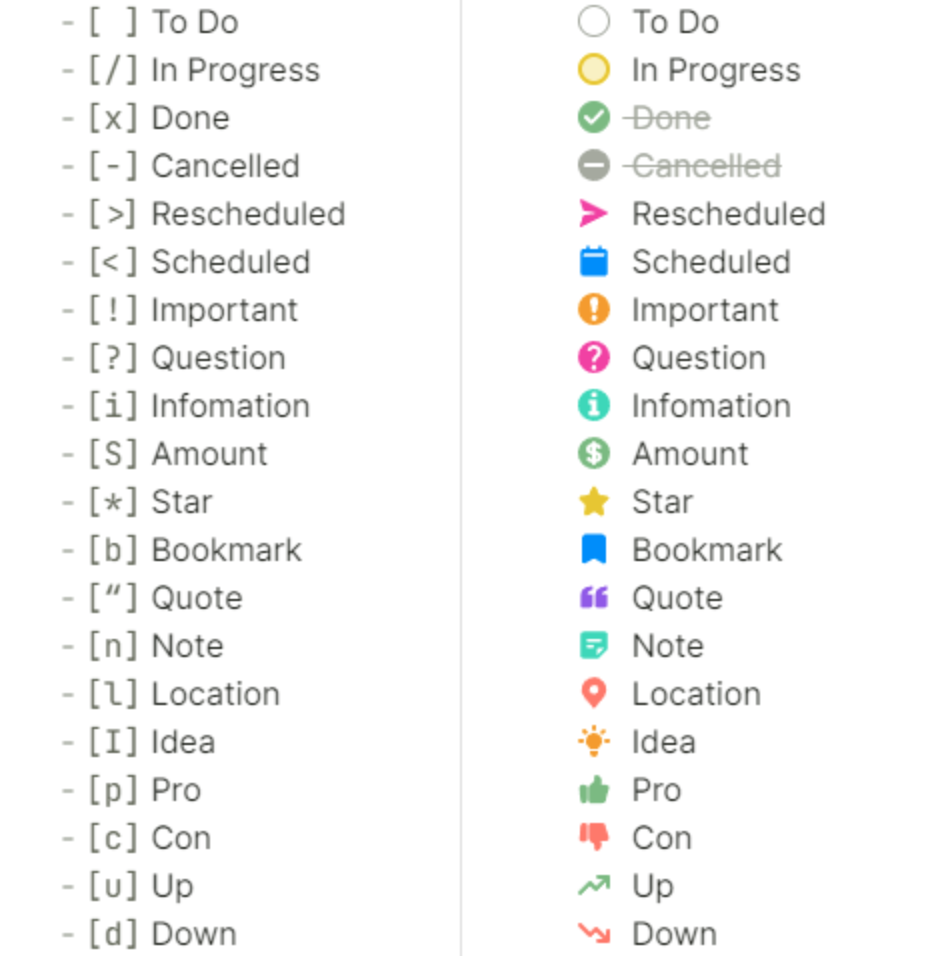 - [ ] To Do
- [/] In Progress
- [x] Done
- [-] Cancelled
- [>] Rescheduled
- [<] Scheduled
- [!] Important
- [?] Question
- [i] Infomation
- [S] Amount
- [*] Star
- [b] Bookmark
- [“] Quote
- [n] Note
- [l] Location
- [I] Idea
- [p] Pro
- [c] Con
- [u] Up
- [d] Down
To Do
In Progress
Done
Cancelled
Rescheduled
Scheduled
Important
Question
Infomation
Amount
Star
Bookmark
Quote
Note
Location
Idea
Pro
Con
Up
Down